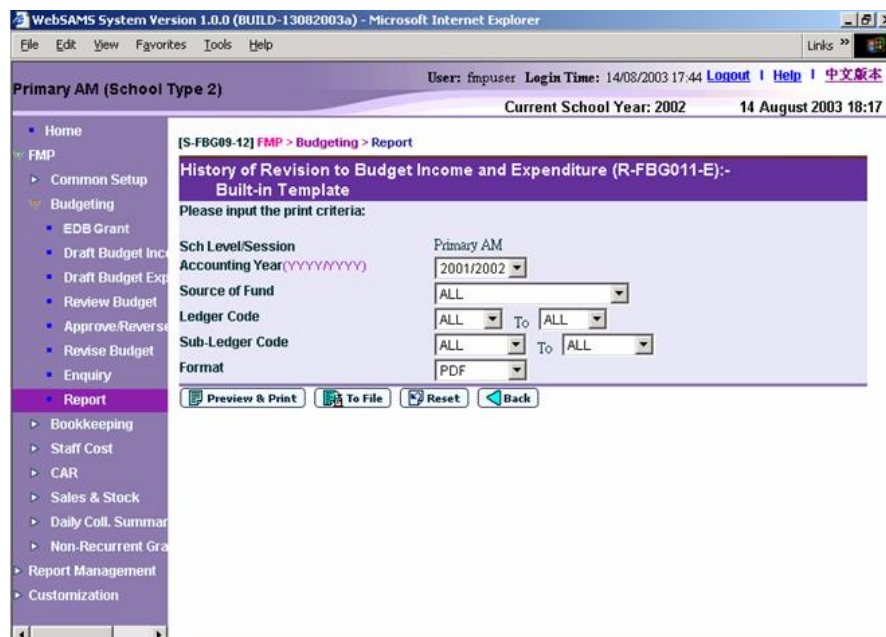 WebSAMS System Version 1.0.0 (BUILD-13082003a) - Microsoft Internet Explorer
File Edit View Favorites Tools Help Links »
Primary AM (School Type 2)
User: fmpuser Login Time: 14/08/2003 17:44 Logout | Help | 中文版本
Current School Year: 2002 14 August 2003 18:17
Home
FMP
Common Setup
Budgeting
EDB Grant
Draft Budget Inc
Draft Budget Exp
Review Budget
Approve/Reverse
Revise Budget
Enquiry
Report
Bookkeeping
Staff Cost
CAR
Sales & Stock
Daily Coll. Summar
Non-Recurrent Gra
Report Management
Customization
[S-FBG09-12] FMP > Budgeting > Report
History of Revision to Budget Income and Expenditure (R-FBG011-E):-
Built-in Template
Please input the print criteria:
Sch Level/Session Primary AM
Accounting Year(YYYY/YYYY) 2001/2002
Source of Fund ALL
Ledger Code ALL To ALL
Sub-Ledger Code ALL To ALL
Format PDF
Preview & Print To File Reset Back